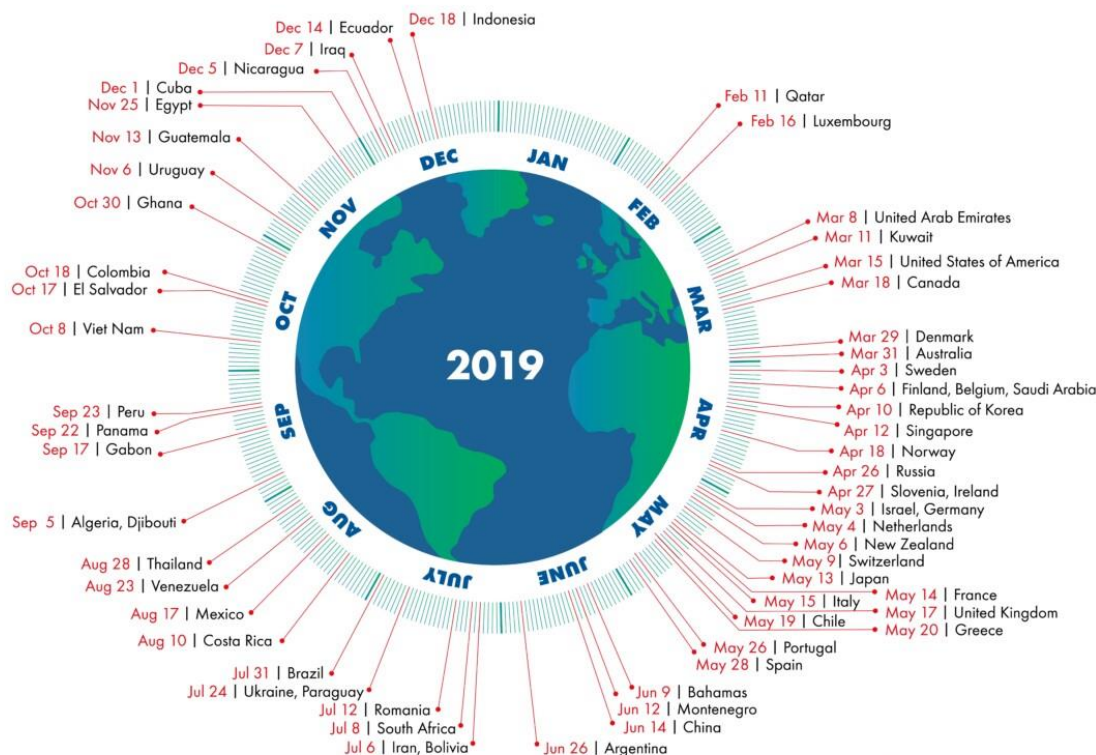 Dec 18 | Indonesia
Dec 14 | Ecuador
Dec 7 | Iraq
Dec 5 | Nicaragua
Dec 1 | Cuba
Nov 25 | Egypt
Nov 13 | Guatemala
Nov 6 | Uruguay
Oct 30 | Ghana
Oct 18 | Colombia
Oct 17 | El Salvador
Oct 8 | Viet Nam
Sep 23 | Peru
Sep 22 | Panama
Sep 17 | Gabon
Sep 5 | Algeria, Djibouti
Aug 28 | Thailand
Aug 23 | Venezuela
Aug 17 | Mexico
Aug 10 | Costa Rica
Jul 31 | Brazil
Jul 24 | Ukraine, Paraguay
Jul 12 | Romania
Jul 8 | South Africa
Jul 6 | Iran, Bolivia
Feb 11 | Qatar
Feb 16 | Luxembourg
Mar 8 | United Arab Emirates
Mar 11 | Kuwait
Mar 15 | United States of America
Mar 18 | Canada
Mar 29 | Denmark
Mar 31 | Australia
Apr 3 | Sweden
Apr 6 | Finland, Belgium, Saudi Arabia
Apr 10 | Republic of Korea
Apr 12 | Singapore
Apr 18 | Norway
Apr 26 | Russia
Apr 27 | Slovenia, Ireland
May 3 | Israel, Germany
May 4 | Netherlands
May 6 | New Zealand
May 9 | Switzerland
May 13 | Japan
May 14 | France
May 15 | Italy
May 17 | United Kingdom
May 19 | Chile
May 20 | Greece
May 26 | Portugal
May 28 | Spain
Jun 9 | Bahamas
Jun 12 | Montenegro
Jun 14 | China
Jun 26 | Argentina
JAN
FEB
MAR
APR
MAY
JUNE
JULY
AUG
SEP
OCT
NOV
DEC
2019